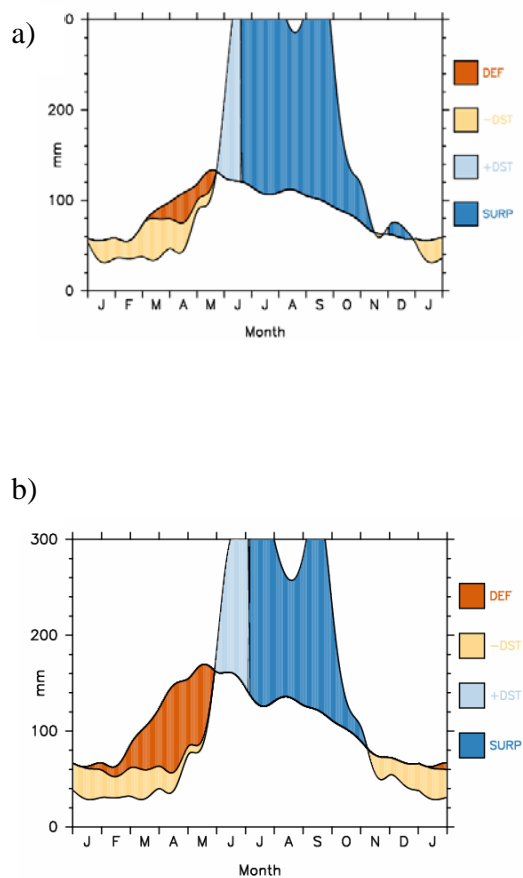 a)
0
200
100
0
mm
J F M A M J J A S O N D J
Month
DEF
−DST
+DST
SURP
b)
300
200
100
0
mm
J F M A M J J A S O N D J
Month
DEF
−DST
+DST
SURP